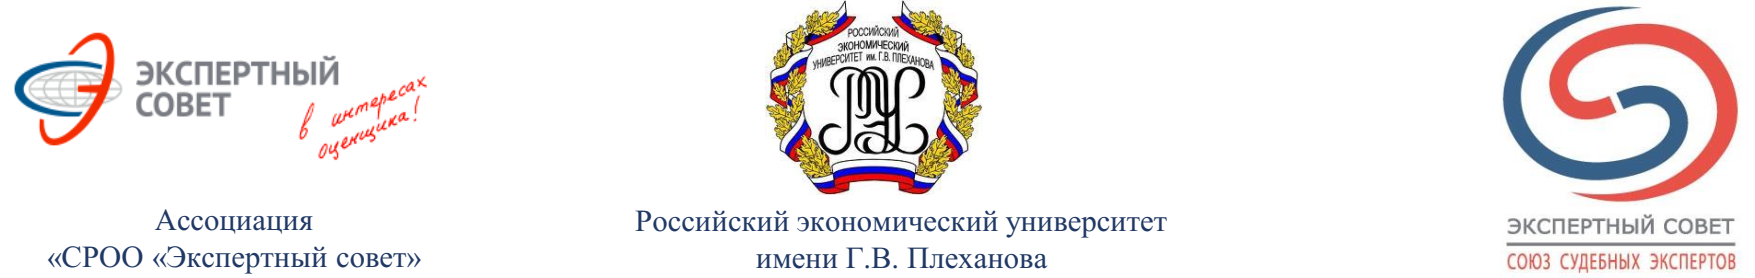 ЭКСПЕРТНЫЙ
СОВЕТ
в интересах
оценщика!
Ассоциация
«СРОО «Экспертный совет»
РОССИЙСКИЙ
ЭКОНОМИЧЕСКИЙ
УНИВЕРСИТЕТ им. Г.В. ПЛЕХАНОВА
РЭУ
Российский экономический университет
имени Г.В. Плеханова
ЭКСПЕРТНЫЙ СОВЕТ
СОЮЗ СУДЕБНЫХ ЭКСПЕРТОВ